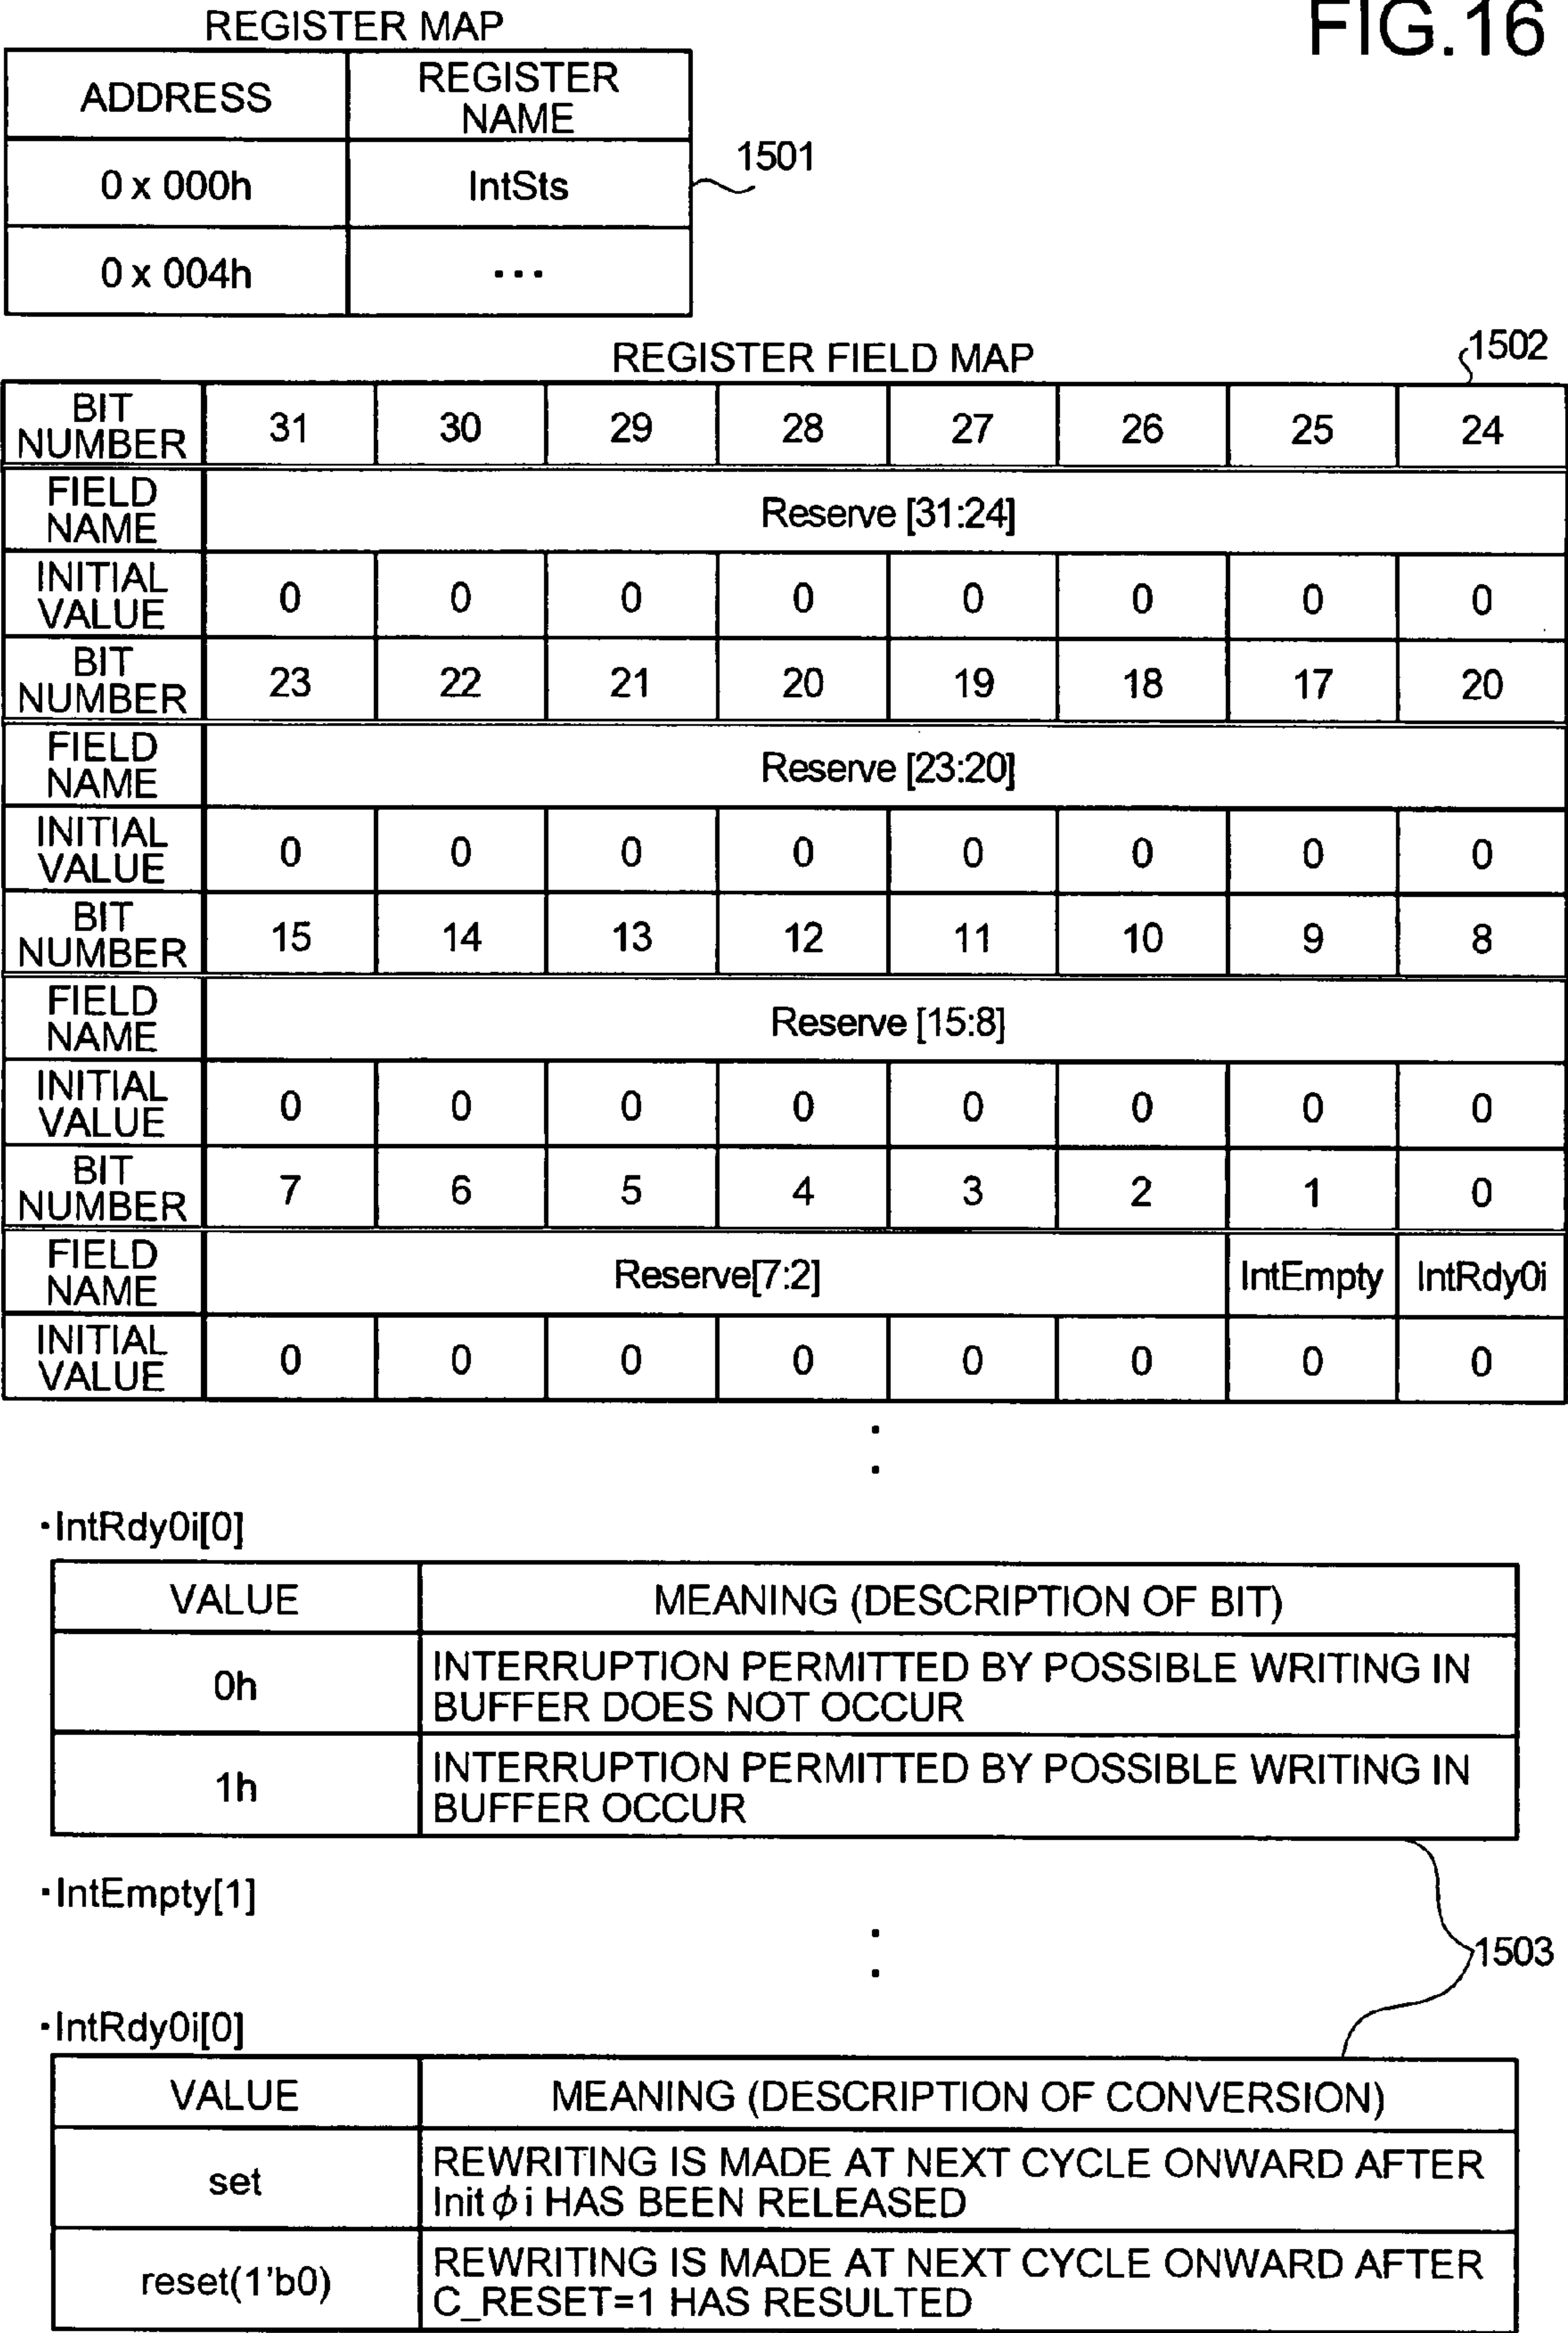 FIG.16
REGISTER MAP
ADDRESS
REGISTER
NAME
0 x 000h
IntSts
1501
0 x 004h
...
REGISTER FIELD MAP
1502
BIT
NUMBER
31 30 29 28 27 26 25 24
FIELD
NAME
Reserve [31:24]
INITIAL
VALUE
0 0 0 0 0 0 0 0
BIT
NUMBER
23 22 21 20 19 18 17 20
FIELD
NAME
Reserve [23:20]
INITIAL
VALUE
0 0 0 0 0 0 0 0
BIT
NUMBER
15 14 13 12 11 10 9 8
FIELD
NAME
Reserve [15:8]
INITIAL
VALUE
0 0 0 0 0 0 0 0
BIT
NUMBER
7 6 5 4 3 2 1 0
FIELD
NAME
Reserve[7:2] IntEmpty IntRdy0i
INITIAL
VALUE
0 0 0 0 0 0 0 0
:
·IntRdy0i[0]
VALUE MEANING (DESCRIPTION OF BIT)
0h
INTERRUPTION PERMITTED BY POSSIBLE WRITING IN
BUFFER DOES NOT OCCUR
1h
INTERRUPTION PERMITTED BY POSSIBLE WRITING IN
BUFFER OCCUR
·IntEmpty[1]
:
1503
·IntRdy0i[0]
VALUE MEANING (DESCRIPTION OF CONVERSION)
set
REWRITING IS MADE AT NEXT CYCLE ONWARD AFTER
Init ϕ i HAS BEEN RELEASED
reset(1'b0)
REWRITING IS MADE AT NEXT CYCLE ONWARD AFTER
C_RESET=1 HAS RESULTED